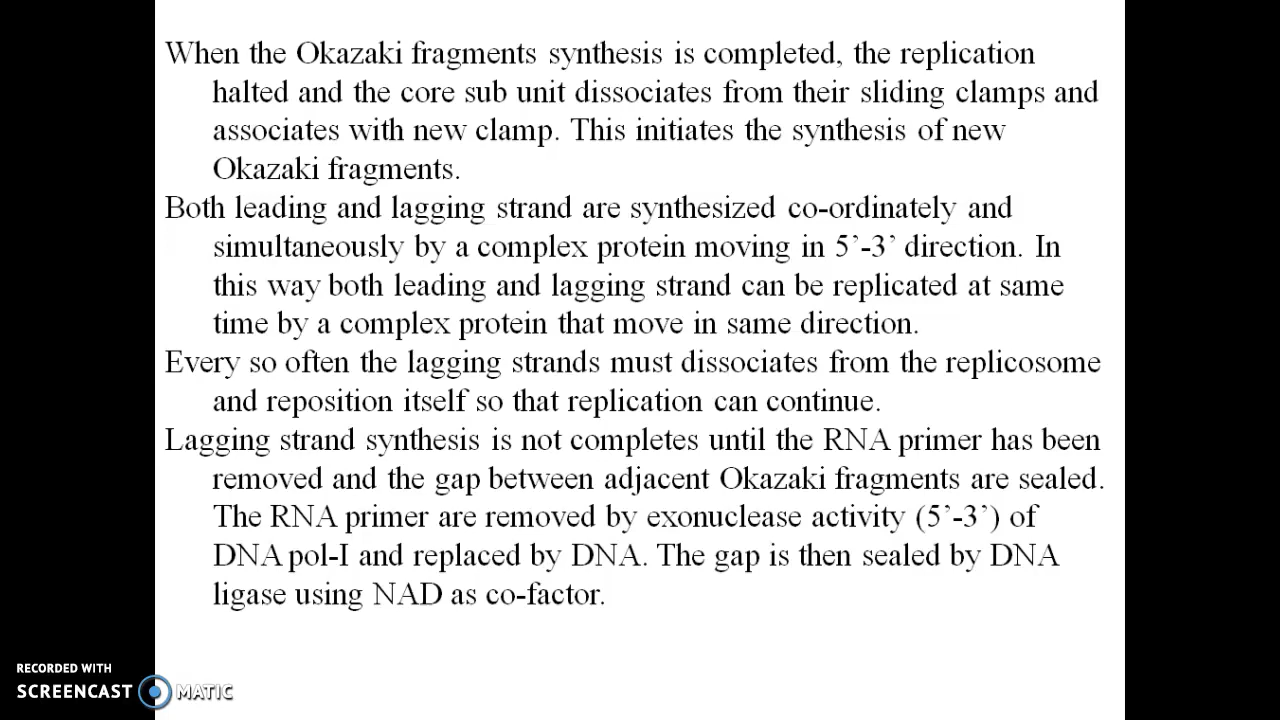 When the Okazaki fragments synthesis is completed, the replication
halted and the core sub unit dissociates from their sliding clamps and
associates with new clamp. This initiates the synthesis of new
Okazaki fragments.
Both leading and lagging strand are synthesized co-ordinately and
simultaneously by a complex protein moving in 5’-3’ direction. In
this way both leading and lagging strand can be replicated at same
time by a complex protein that move in same direction.
Every so often the lagging strands must dissociates from the replicosome
and reposition itself so that replication can continue.
Lagging strand synthesis is not completes until the RNA primer has been
removed and the gap between adjacent Okazaki fragments are sealed.
The RNA primer are removed by exonuclease activity (5’-3’) of
DNA pol-I and replaced by DNA. The gap is then sealed by DNA
ligase using NAD as co-factor.
RECORDED WITH
SCREENCAST MATIC